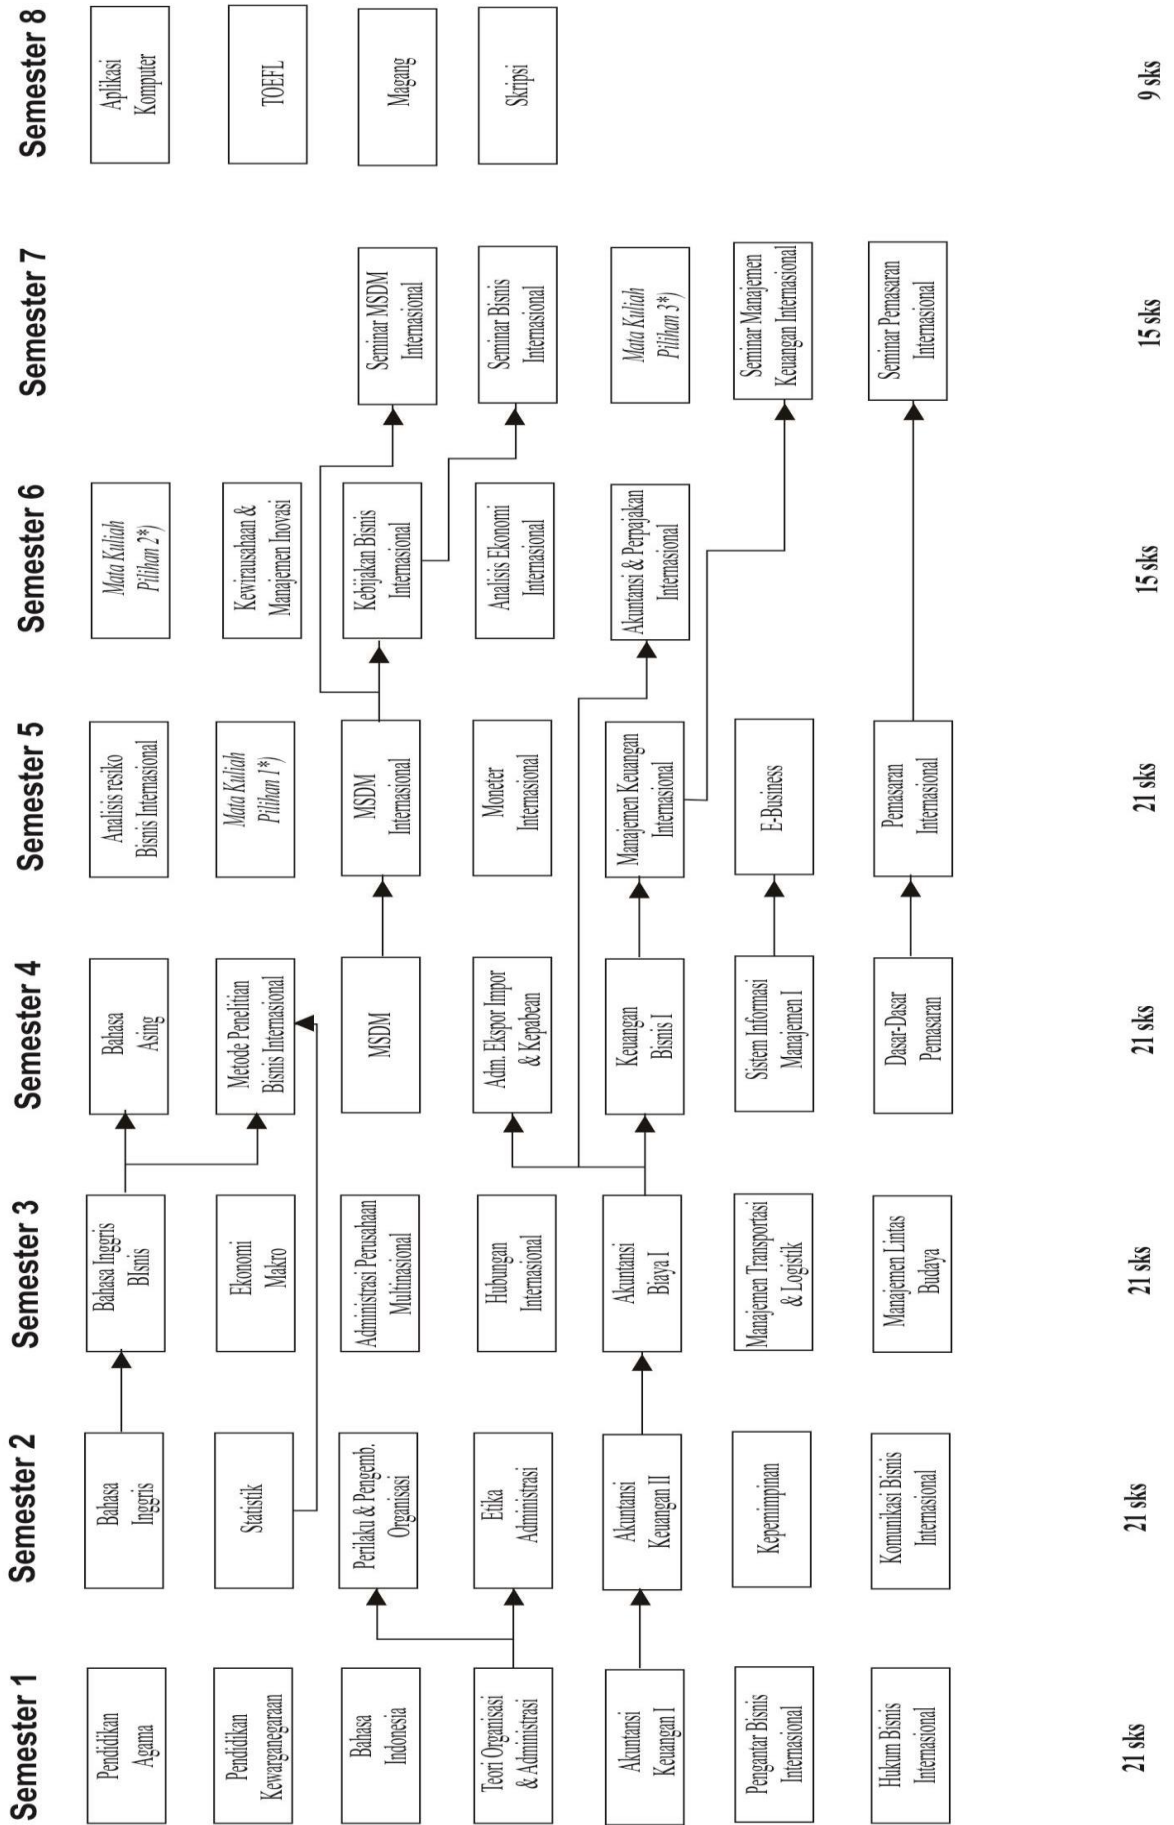 Semester 1
Pendidikan
Agama
Pendidikan
Kewarganegaraan
Bahasa
Indonesia
Teori Organisasi
& Administrasi
Akuntansi
Keuangan I
Pengantar Bisnis
Internasional
Hukum Bisnis
Internasional
21 sks
Semester 2
Bahasa
Inggris
Statistik
Perilaku & Pengemb.
Organisasi
Etika
Administrasi
Akuntansi
Keuangan II
Kepemimpinan
Komunikasi Bisnis
Internasional
21 sks
Semester 3
Bahasa Inggris
BIsnis
Ekonomi
Makro
Administrasi Perusahaan
Multinasional
Hubungan
Internasional
Akuntansi
Biaya I
Manajemen Transportasi
& Logistik
Manajemen Lintas
Budaya
21 sks
Semester 4
Bahasa
Asing
Metode Penelitian
Bisnis Internasional
MSDM
Adm. Ekspor Impor
& Kepabean
Keuangan
Bisnis I
Sistem Informasi
Manajemen I
Dasar-Dasar
Pemasaran
21 sks
Semester 5
Analisis resiko
Bisnis Internasional
Mata Kuliah
Pilihan 1*)
MSDM
Internasional
Moneter
Internasional
Manajemen Keuangan
Internasional
E-Business
Pemasaran
Internasional
21 sks
Semester 6
Mata Kuliah
Pilihan 2*)
Kewirausahaan &
Manajemen Inovasi
Kebijakan Bisnis
Internasional
Analisis Ekonomi
Internasional
Akuntansi & Perpajakan
Internasional
15 sks
Semester 7
Seminar MSDM
Internasional
Seminar Bisnis
Internasional
Mata Kuliah
Pilihan 3*)
Seminar Manajemen
Keuangan Internasional
Seminar Pemasaran
Internasional
15 sks
Semester 8
Aplikasi
Komputer
TOEFL
Magang
Skripsi
9 sks